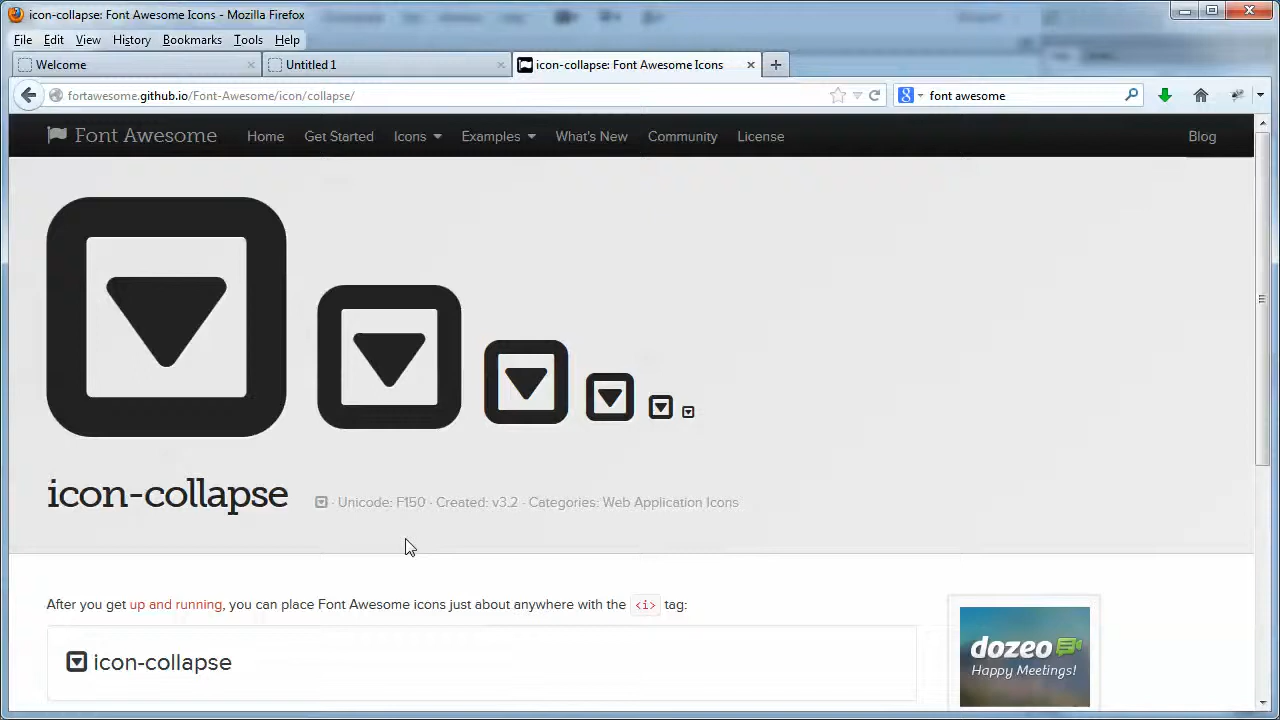 icon-collapse: Font Awesome Icons - Mozilla Firefox
File Edit View History Bookmarks Tools Help
Welcome Untitled 1 icon-collapse: Font Awesome Icons
fortawesome.github.io/Font-Awesome/icon/collapse/ font awesome
Font Awesome Home Get Started Icons Examples What's New Community License Blog
icon-collapse · Unicode: F150 · Created: v3.2 · Categories: Web Application Icons
After you get up and running, you can place Font Awesome icons just about anywhere with the <i> tag:
icon-collapse
dozeo
Happy Meetings!